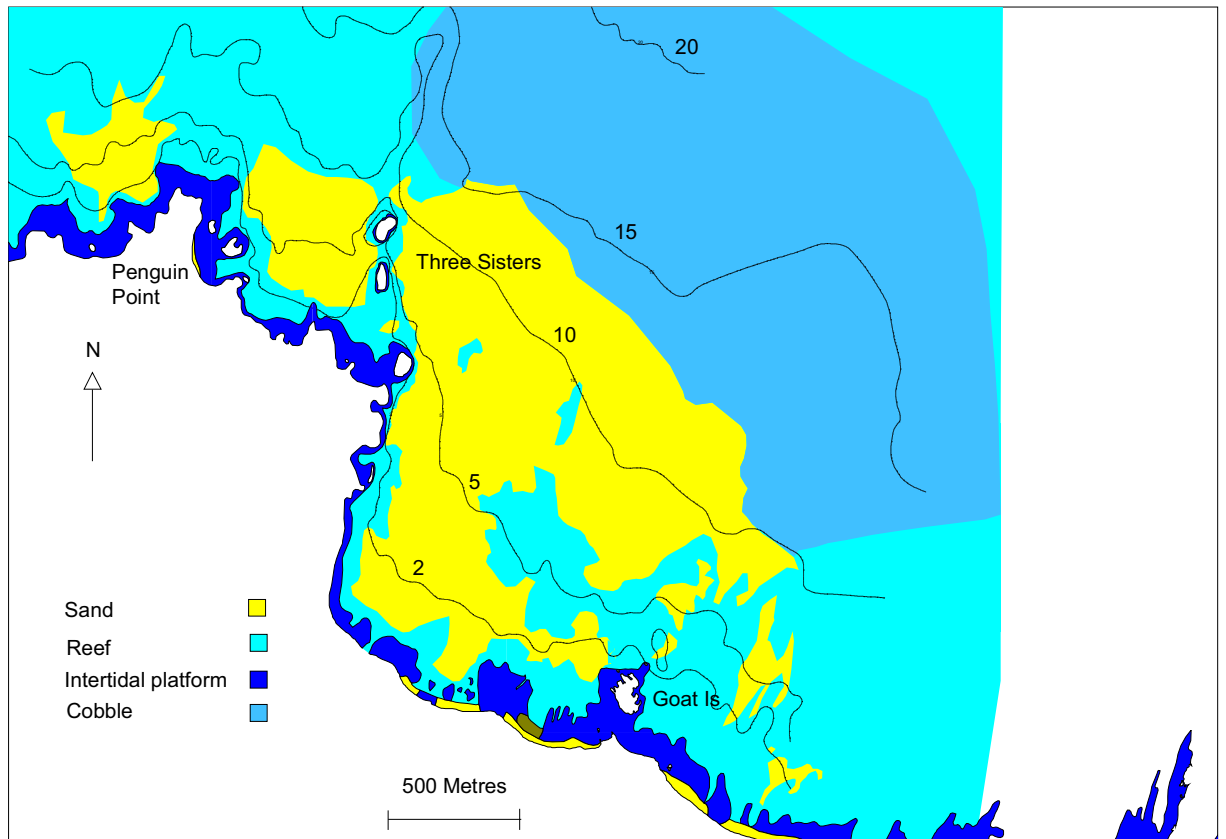 20
15
Three Sisters
Penguin
Point
10
N
5
2
Sand
Reef
Intertidal platform
Cobble
Goat Is
500 Metres